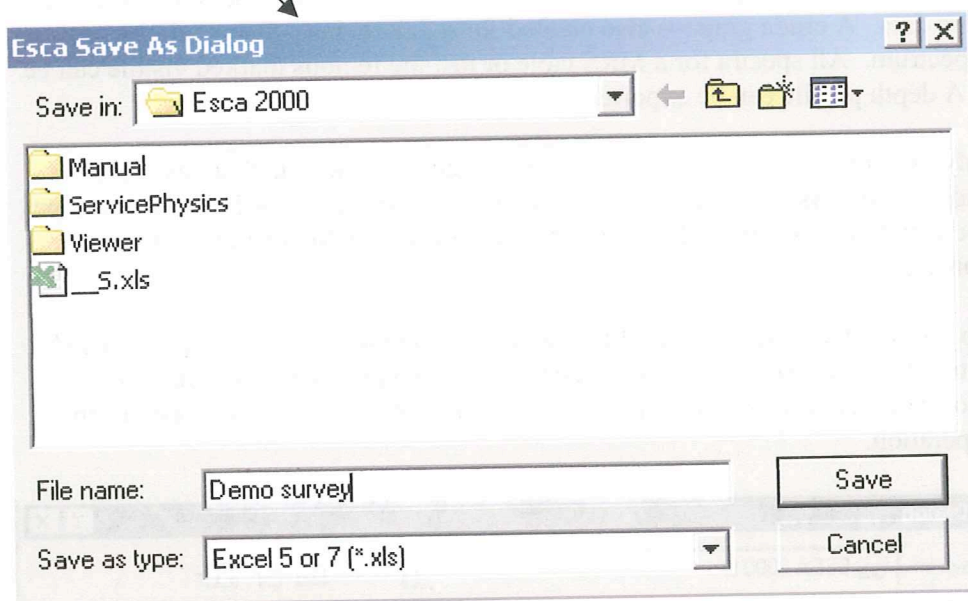 Esca Save As Dialog
Save in: Esca 2000
Manual
ServicePhysics
Viewer
__S.xls
File name: Demo survey
Save
Save as type: Excel 5 or 7 (*.xls)
Cancel